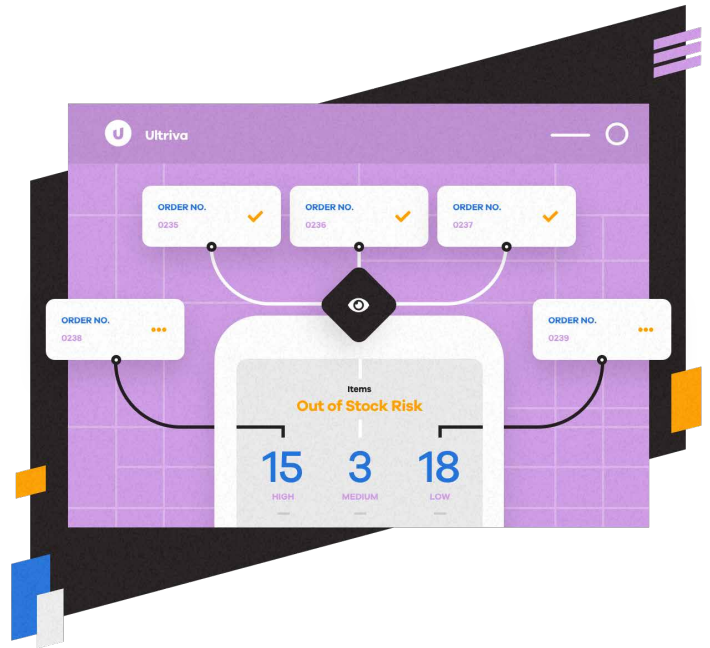 Ultriva
ORDER NO.
0235
ORDER NO.
0236
ORDER NO.
0237
ORDER NO.
0238
ORDER NO.
0239
Items
Out of Stock Risk
15
HIGH
3
MEDIUM
18
LOW